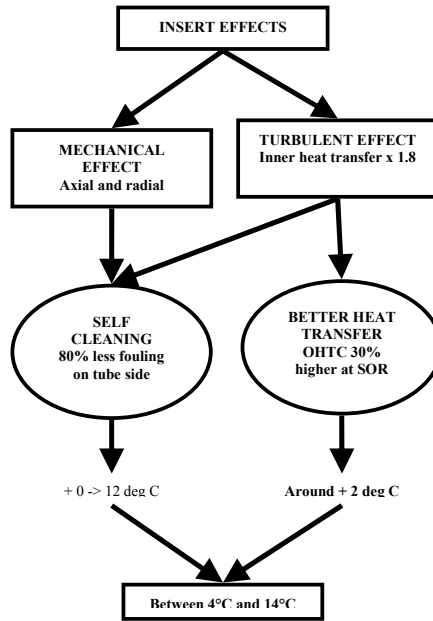 INSERT EFFECTS
MECHANICAL
EFFECT
Axial and radial
TURBULENT EFFECT
Inner heat transfer x 1.8
SELF
CLEANING
80% less fouling
on tube side
BETTER HEAT
TRANSFER
OHTC 30%
higher at SOR
+ 0 -> 12 deg C
Around + 2 deg C
Between 4°C and 14°C